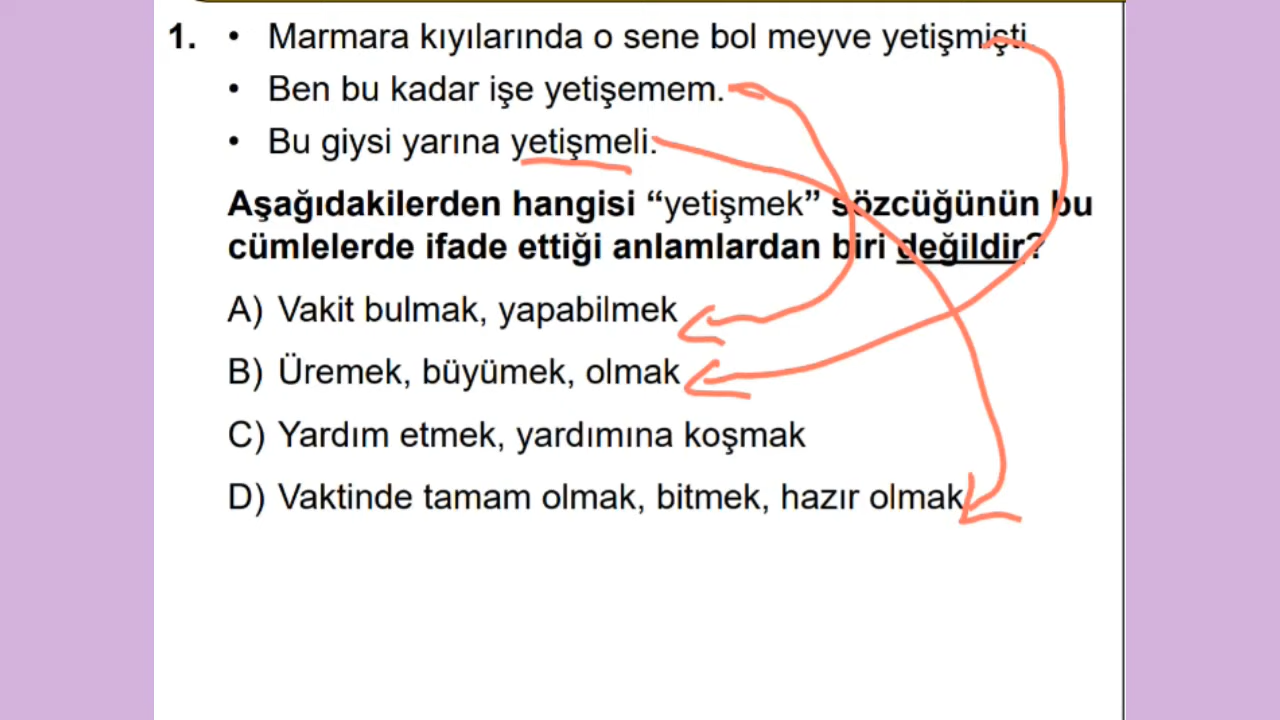 1. • Marmara kıyılarında o sene bol meyve yetişmişti.
• Ben bu kadar işe yetişemem.
• Bu giysi yarına yetişmeli.
Aşağıdakilerden hangisi “yetişmek” sözcüğünün bu
cümlelerde ifade ettiği anlamlardan biri değildir?
A) Vakit bulmak, yapabilmek
B) Üremek, büyümek, olmak
C) Yardım etmek, yardımına koşmak
D) Vaktinde tamam olmak, bitmek, hazır olmak